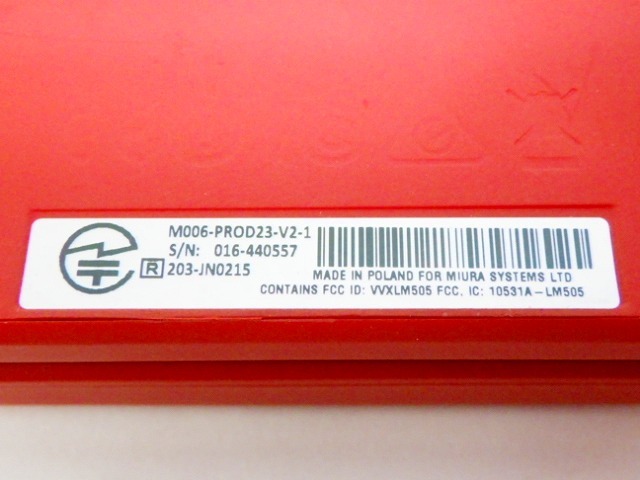 M006-PROD23-V2-1
S/N: 016-440557
R 203-JN0215
MADE IN POLAND FOR MIURA SYSTEMS LTD
CONTAINS FCC ID: VVXLM505 FCC, IC: 10531A-LM505